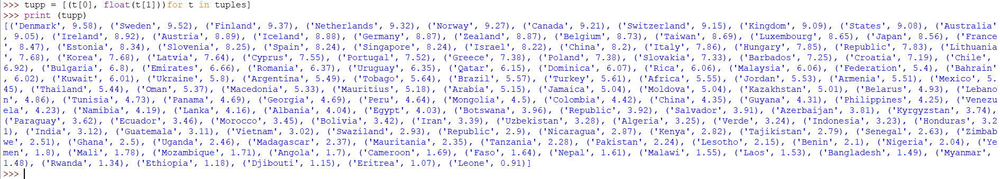 >>> tupp = [(t[0], float(t[1]))for t in tuples]
>>> print (tupp)
[('Denmark', 9.58), ('Sweden', 9.52), ('Finland', 9.37), ('Netherlands', 9.32), ('Norway', 9.27), ('Canada', 9.21), ('Switzerland', 9.15), ('Kingdom', 9.09), ('States', 9.08), ('Australia'
, 9.05), ('Ireland', 8.92), ('Austria', 8.89), ('Iceland', 8.88), ('Germany', 8.87), ('Zealand', 8.87), ('Belgium', 8.73), ('Taiwan', 8.69), ('Luxembourg', 8.65), ('Japan', 8.56), ('France
', 8.47), ('Estonia', 8.34), ('Slovenia', 8.25), ('Spain', 8.24), ('Singapore', 8.24), ('Israel', 8.22), ('China', 8.2), ('Italy', 7.86), ('Hungary', 7.85), ('Republic', 7.83), ('Lithuania
', 7.68), ('Korea', 7.68), ('Latvia', 7.64), ('Cyprus', 7.55), ('Portugal', 7.52), ('Greece', 7.38), ('Poland', 7.38), ('Slovakia', 7.33), ('Barbados', 7.25), ('Croatia', 7.19), ('Chile',
6.92), ('Bulgaria', 6.8), ('Emirates', 6.66), ('Romania', 6.37), ('Uruguay', 6.35), ('Qatar', 6.15), ('Dominica', 6.07), ('Rica', 6.06), ('Malaysia', 6.06), ('Federation', 5.4), ('Bahrain'
, 6.02), ('Kuwait', 6.01), ('Ukraine', 5.8), ('Argentina', 5.49), ('Tobago', 5.64), ('Brazil', 5.57), ('Turkey', 5.61), ('Africa', 5.55), ('Jordan', 5.53), ('Armenia', 5.51), ('Mexico', 5.
45), ('Thailand', 5.44), ('Oman', 5.37), ('Macedonia', 5.33), ('Mauritius', 5.18), ('Arabia', 5.15), ('Jamaica', 5.04), ('Moldova', 5.04), ('Kazakhstan', 5.01), ('Belarus', 4.93), ('Lebano
n', 4.86), ('Tunisia', 4.73), ('Panama', 4.69), ('Georgia', 4.69), ('Peru', 4.64), ('Mongolia', 4.5), ('Colombia', 4.42), ('China', 4.35), ('Guyana', 4.31), ('Philippines', 4.25), ('Venezu
ela', 4.23), ('Namibia', 4.19), ('Lanka', 4.16), ('Albania', 4.04), ('Egypt', 4.03), ('Botswana', 3.96), ('Republic', 3.92), ('Salvador', 3.91), ('Azerbaijan', 3.81), ('Kyrgyzstan', 3.74),
('Paraguay', 3.62), ('Ecuador', 3.46), ('Morocco', 3.45), ('Bolivia', 3.42), ('Iran', 3.39), ('Uzbekistan', 3.28), ('Algeria', 3.25), ('Verde', 3.24), ('Indonesia', 3.23), ('Honduras', 3.2
1), ('India', 3.12), ('Guatemala', 3.11), ('Vietnam', 3.02), ('Swaziland', 2.93), ('Republic', 2.9), ('Nicaragua', 2.87), ('Kenya', 2.82), ('Tajikistan', 2.79), ('Senegal', 2.63), ('Zimbab
we', 2.51), ('Ghana', 2.5), ('Uganda', 2.46), ('Madagascar', 2.37), ('Mauritania', 2.35), ('Tanzania', 2.28), ('Pakistan', 2.24), ('Lesotho', 2.15), ('Benin', 2.1), ('Nigeria', 2.04), ('Ye
men', 1.8), ('Mali', 1.78), ('Mozambique', 1.71), ('Angola', 1.7), ('Cameroon', 1.69), ('Faso', 1.64), ('Nepal', 1.61), ('Malawi', 1.55), ('Laos', 1.53), ('Bangladesh', 1.49), ('Myanmar',
1.48), ('Rwanda', 1.34), ('Ethiopia', 1.18), ('Djibouti', 1.15), ('Eritrea', 1.07), ('Leone', 0.91)]
>>>